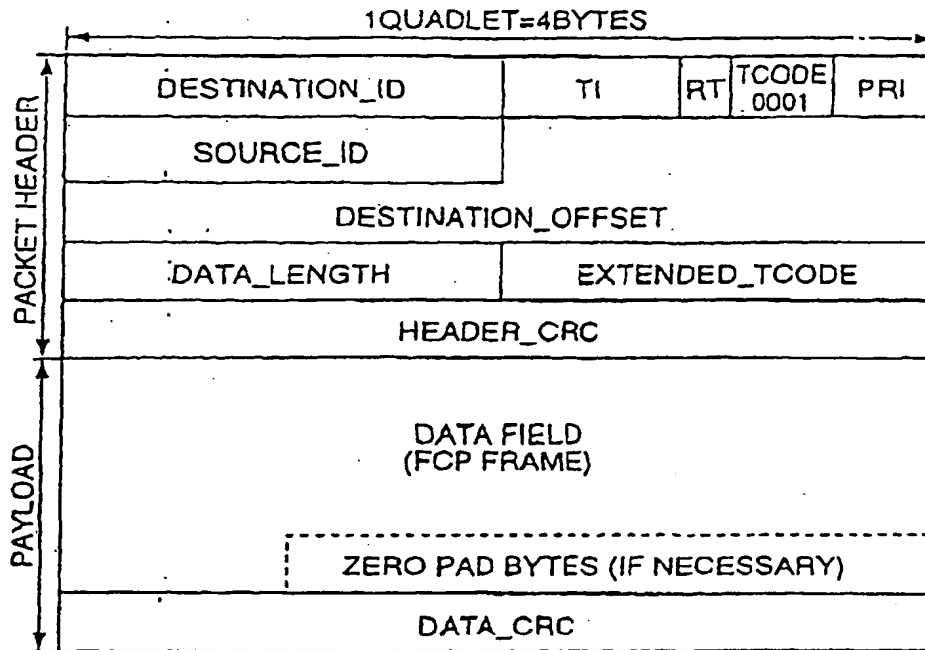 1QUADLET=4BYTES
PACKET HEADER
DESTINATION_ID TI RT TCODE 0001 PRI
SOURCE_ID
DESTINATION_OFFSET
DATA_LENGTH EXTENDED_TCODE
HEADER_CRC
PAYLOAD
DATA FIELD
(FCP FRAME)
ZERO PAD BYTES (IF NECESSARY)
DATA_CRC